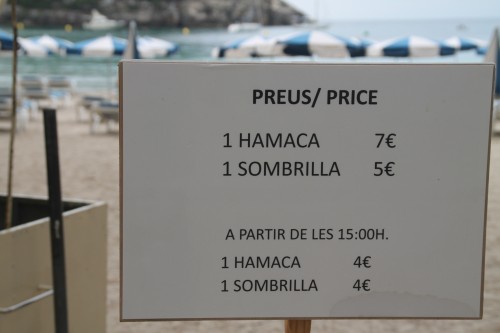 PREUS/ PRICE
1 HAMACA 7€
1 SOMBRILLA 5€
A PARTIR DE LES 15:00H.
1 HAMACA 4€
1 SOMBRILLA 4€